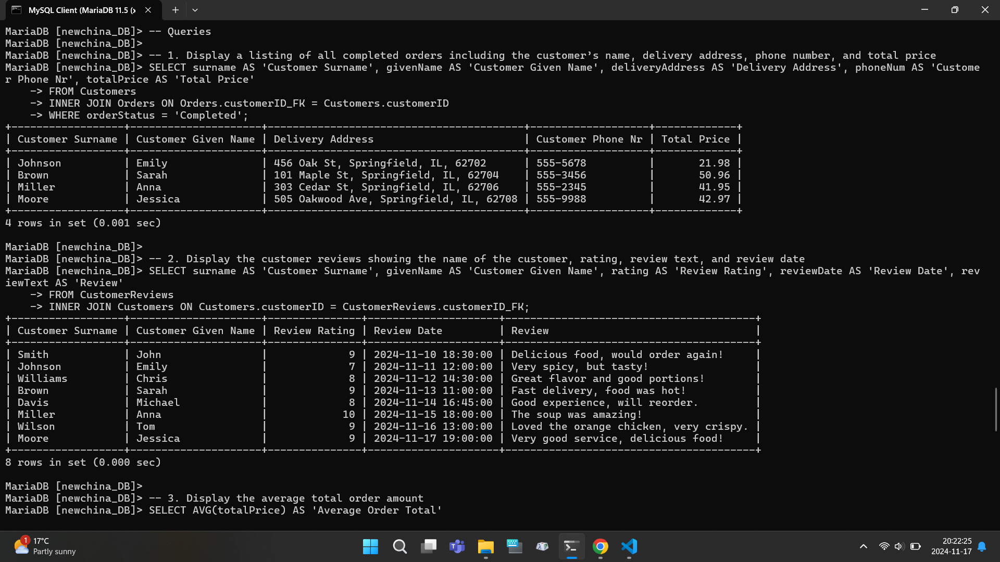 MySQL Client (MariaDB 11.5 (x
MariaDB [newchina_DB]> -- Queries
MariaDB [newchina_DB]>
MariaDB [newchina_DB]> -- 1. Display a listing of all completed orders including the customer’s name, delivery address, phone number, and total price
MariaDB [newchina_DB]> SELECT surname AS 'Customer Surname', givenName AS 'Customer Given Name', deliveryAddress AS 'Delivery Address', phoneNum AS 'Custome
r Phone Nr', totalPrice AS 'Total Price'
    -> FROM Customers
    -> INNER JOIN Orders ON Orders.customerID_FK = Customers.customerID
    -> WHERE orderStatus = 'Completed';
+------------------+---------------------+-----------------------------------------+-------------------+-------------+
| Customer Surname | Customer Given Name | Delivery Address                        | Customer Phone Nr | Total Price |
+------------------+---------------------+-----------------------------------------+-------------------+-------------+
| Johnson          | Emily               | 456 Oak St, Springfield, IL, 62702      | 555-5678          |       21.98 |
| Brown            | Sarah               | 101 Maple St, Springfield, IL, 62704    | 555-3456          |       50.96 |
| Miller           | Anna                | 303 Cedar St, Springfield, IL, 62706    | 555-2345          |       41.95 |
| Moore            | Jessica             | 505 Oakwood Ave, Springfield, IL, 62708 | 555-9988          |       42.97 |
+------------------+---------------------+-----------------------------------------+-------------------+-------------+
4 rows in set (0.001 sec)
MariaDB [newchina_DB]>
MariaDB [newchina_DB]> -- 2. Display the customer reviews showing the name of the customer, rating, review text, and review date
MariaDB [newchina_DB]> SELECT surname AS 'Customer Surname', givenName AS 'Customer Given Name', rating AS 'Review Rating', reviewDate AS 'Review Date', rev
iewText AS 'Review'
    -> FROM CustomerReviews
    -> INNER JOIN Customers ON Customers.customerID = CustomerReviews.customerID_FK;
+------------------+---------------------+---------------+---------------------+----------------------------------------+
| Customer Surname | Customer Given Name | Review Rating | Review Date         | Review                                 |
+------------------+---------------------+---------------+---------------------+----------------------------------------+
| Smith            | John                |             9 | 2024-11-10 18:30:00 | Delicious food, would order again!     |
| Johnson          | Emily               |             7 | 2024-11-11 12:00:00 | Very spicy, but tasty!                 |
| Williams         | Chris               |             8 | 2024-11-12 14:30:00 | Great flavor and good portions!        |
| Brown            | Sarah               |             9 | 2024-11-13 11:00:00 | Fast delivery, food was hot!           |
| Davis            | Michael             |             8 | 2024-11-14 16:45:00 | Good experience, will reorder.         |
| Miller           | Anna                |            10 | 2024-11-15 18:00:00 | The soup was amazing!                  |
| Wilson           | Tom                 |             9 | 2024-11-16 13:00:00 | Loved the orange chicken, very crispy. |
| Moore            | Jessica             |             9 | 2024-11-17 19:00:00 | Very good service, delicious food!     |
+------------------+---------------------+---------------+---------------------+----------------------------------------+
8 rows in set (0.000 sec)
MariaDB [newchina_DB]>
MariaDB [newchina_DB]> -- 3. Display the average total order amount
MariaDB [newchina_DB]> SELECT AVG(totalPrice) AS 'Average Order Total'
1
17°C
Partly sunny
20:22:25
2024-11-17